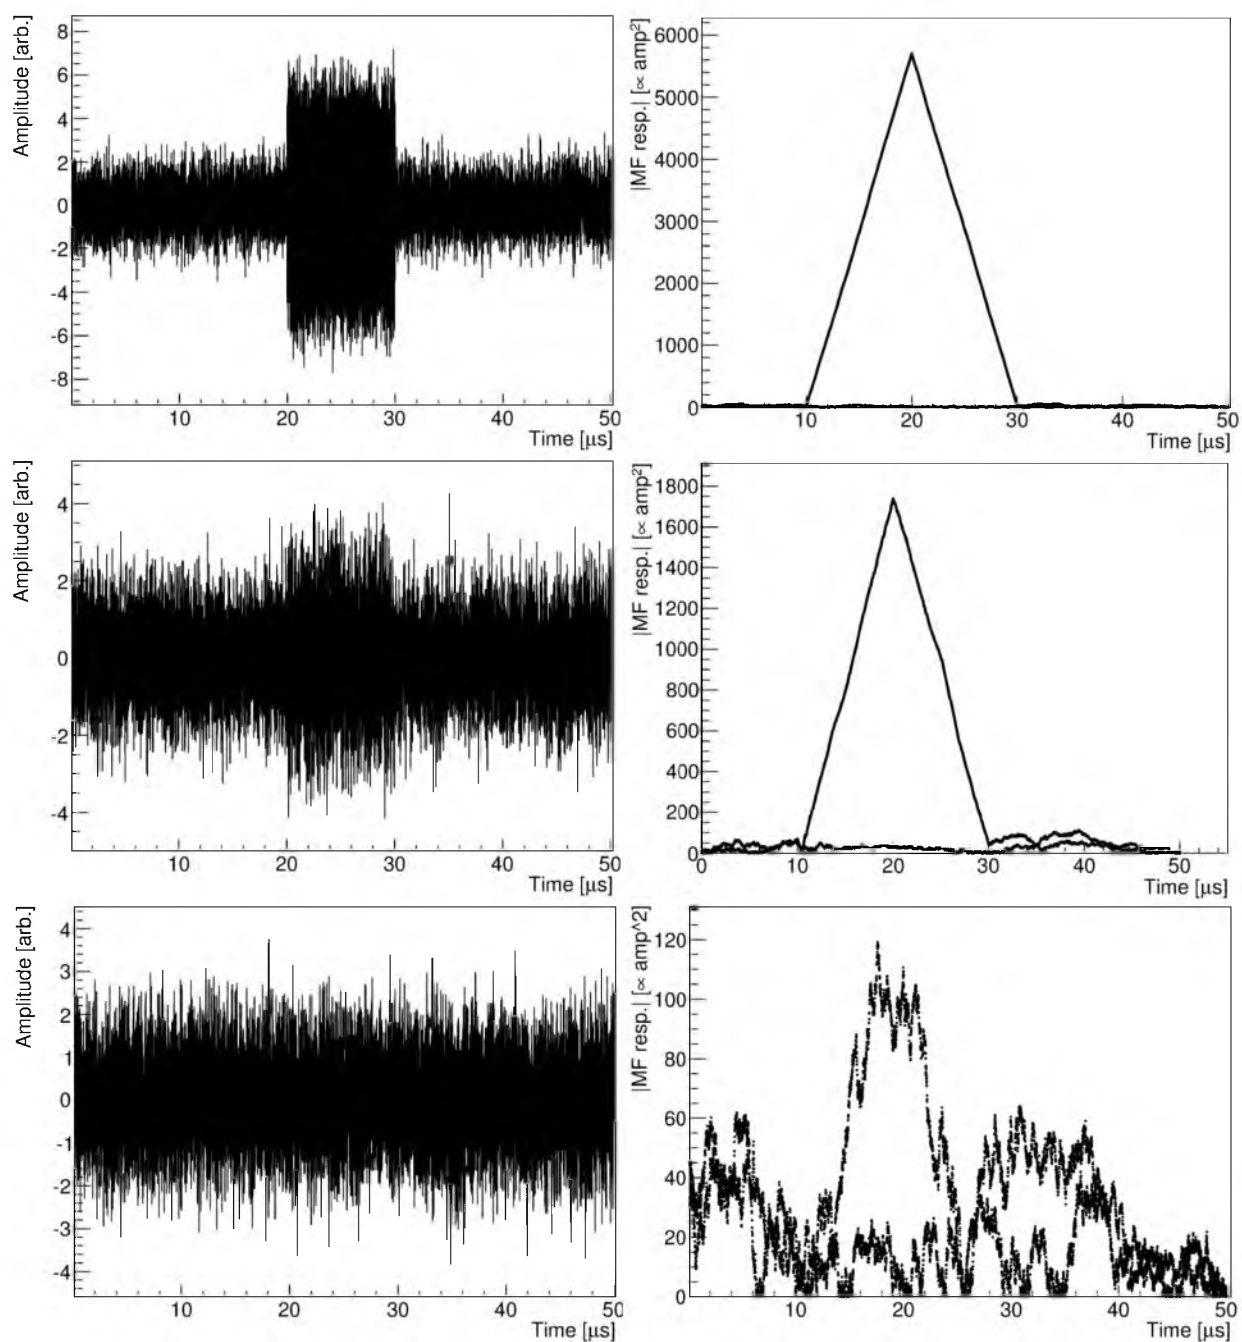 Amplitude [arb.]
8
6
4
2
0
-2
-4
-6
-8
10 20 30 40 50
Time [μs]
|MF resp.| [∝ amp²]
6000
5000
4000
3000
2000
1000
0
10 20 30 40 50
Time [μs]
Amplitude [arb.]
4
2
0
-2
-4
10 20 30 40 50
Time [μs]
|MF resp.| [∝ amp²]
1800
1600
1400
1200
1000
800
600
400
200
0
0 10 20 30 40 50
Time [μs]
Amplitude [arb.]
4
3
2
1
0
-1
-2
-3
-4
10 20 30 40 50
Time [μs]
|MF resp.| [∝ amp^2]
120
100
80
60
40
20
0
10 20 30 40 50
Time [μs]